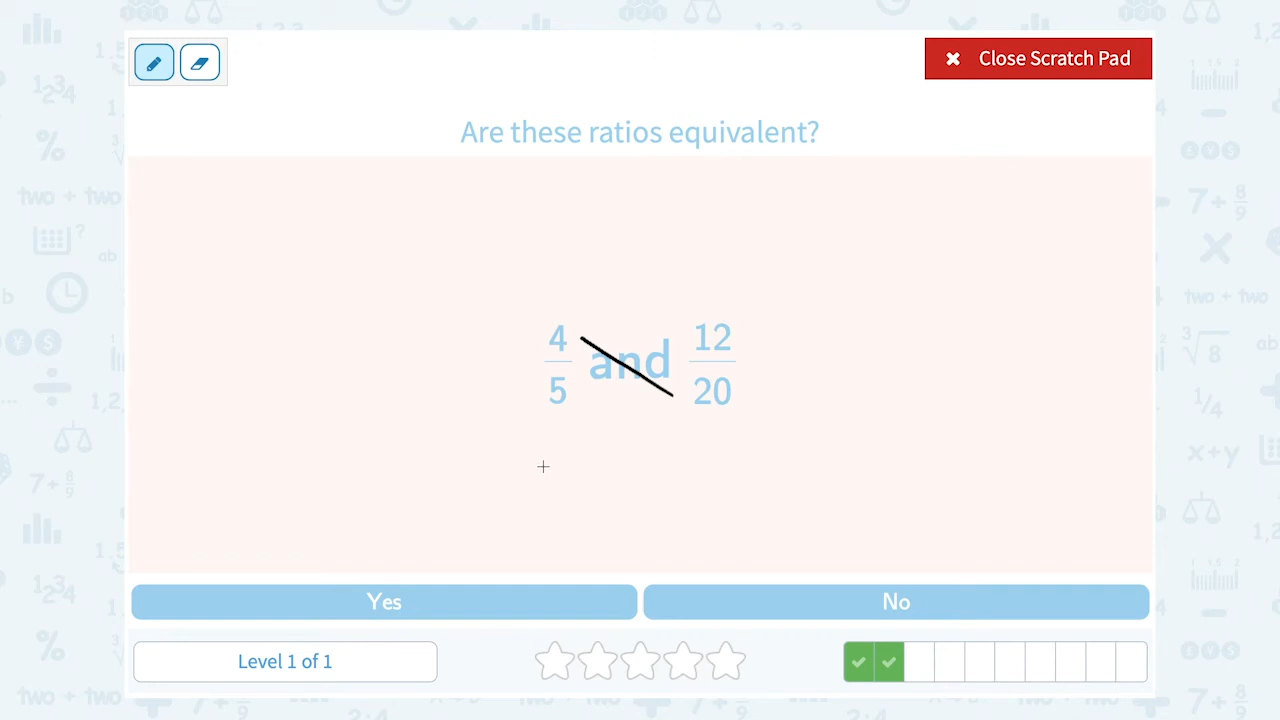 Close Scratch Pad
Are these ratios equivalent?
4/5 and 12/20
Yes
No
Level 1 of 1